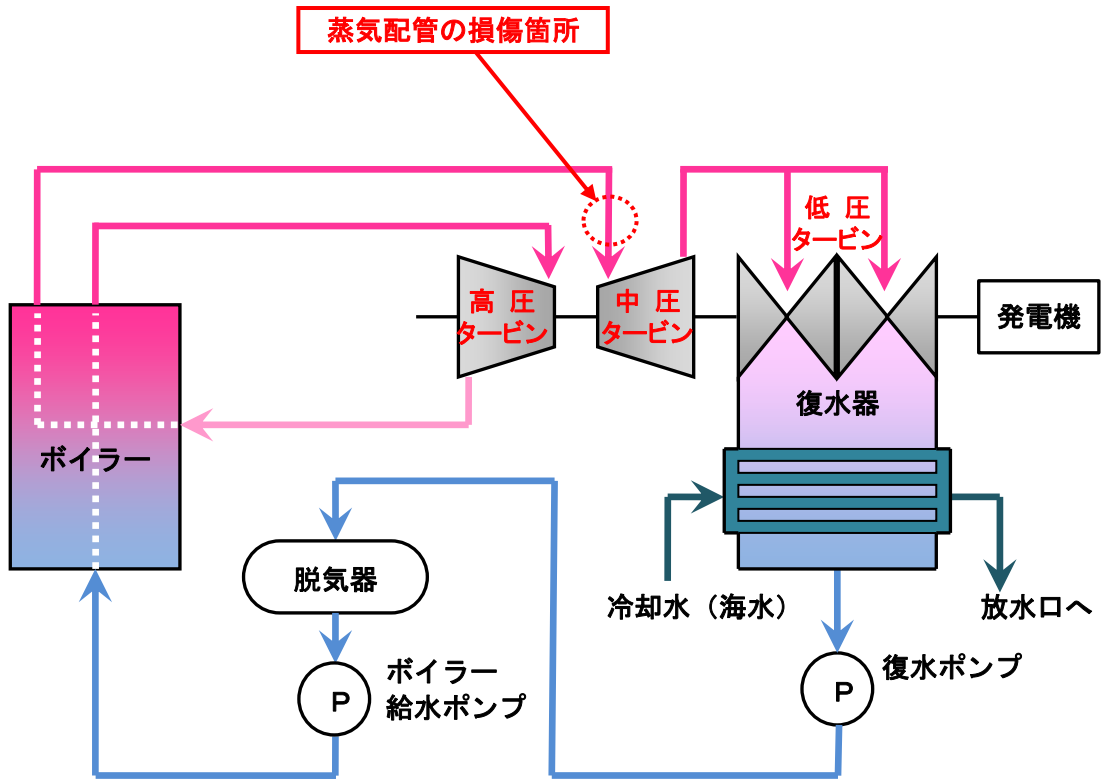 蒸気配管の損傷箇所
低 圧
タービン
高 圧
タービン
中 圧
タービン
発電機
復水器
ボイラー
脱気器
冷却水（海水）
放水口へ
ボイラー
給水ポンプ
P
復水ポンプ
P